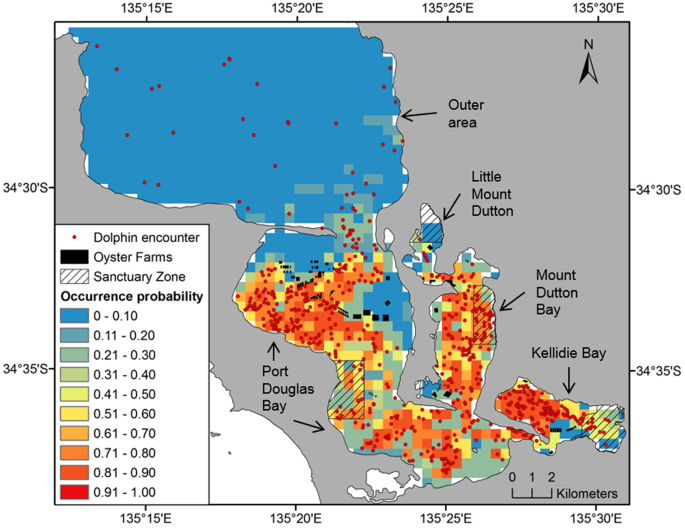 135°15'E 135°20'E 135°25'E 135°30'E
N
Outer
area
34°30'S 34°30'S
Little
Mount
Dutton
Dolphin encounter
Oyster Farms
Sanctuary Zone
Occurrence probability
0 - 0.10
0.11 - 0.20
0.21 - 0.30
0.31 - 0.40
0.41 - 0.50
0.51 - 0.60
0.61 - 0.70
0.71 - 0.80
0.81 - 0.90
0.91 - 1.00
Mount
Dutton
Bay
Kellidie Bay
34°35'S 34°35'S
Port
Douglas
Bay
0 1 2
Kilometers
135°15'E 135°20'E 135°25'E 135°30'E